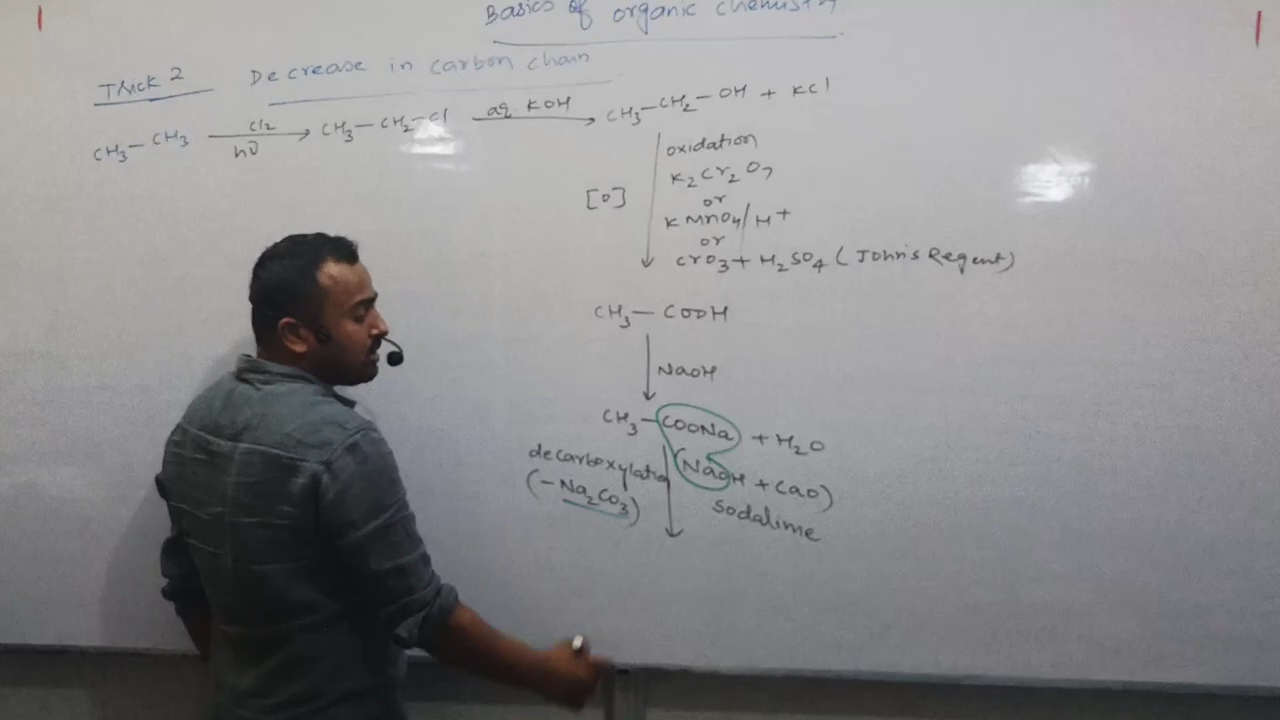 Basics of organic chemistry
Trick 2 Decrease in carbon chain
CH3—CH3 Cl2 hν CH3—CH2—Cl aq KOH CH3—CH2—OH + KCl
oxidation
K2Cr2O7
[O]
or
KMnO4/H+
or
CrO3+H2SO4 (John's Regent)
CH3—COOH
NaOH
CH3—COONa + H2O
decarboxylatio (NaOH + CaO)
(-Na2CO3) sodalime